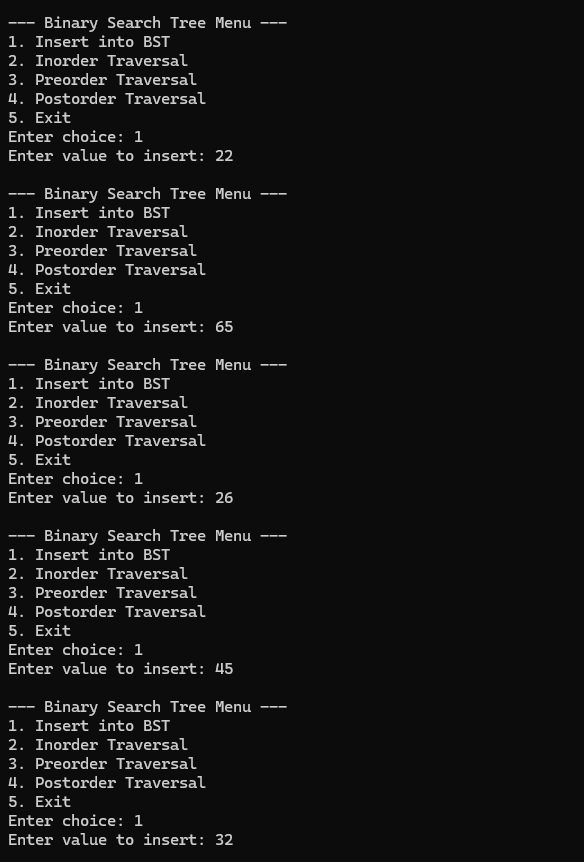 --- Binary Search Tree Menu ---
1. Insert into BST
2. Inorder Traversal
3. Preorder Traversal
4. Postorder Traversal
5. Exit
Enter choice: 1
Enter value to insert: 22

--- Binary Search Tree Menu ---
1. Insert into BST
2. Inorder Traversal
3. Preorder Traversal
4. Postorder Traversal
5. Exit
Enter choice: 1
Enter value to insert: 65

--- Binary Search Tree Menu ---
1. Insert into BST
2. Inorder Traversal
3. Preorder Traversal
4. Postorder Traversal
5. Exit
Enter choice: 1
Enter value to insert: 26

--- Binary Search Tree Menu ---
1. Insert into BST
2. Inorder Traversal
3. Preorder Traversal
4. Postorder Traversal
5. Exit
Enter choice: 1
Enter value to insert: 45

--- Binary Search Tree Menu ---
1. Insert into BST
2. Inorder Traversal
3. Preorder Traversal
4. Postorder Traversal
5. Exit
Enter choice: 1
Enter value to insert: 32